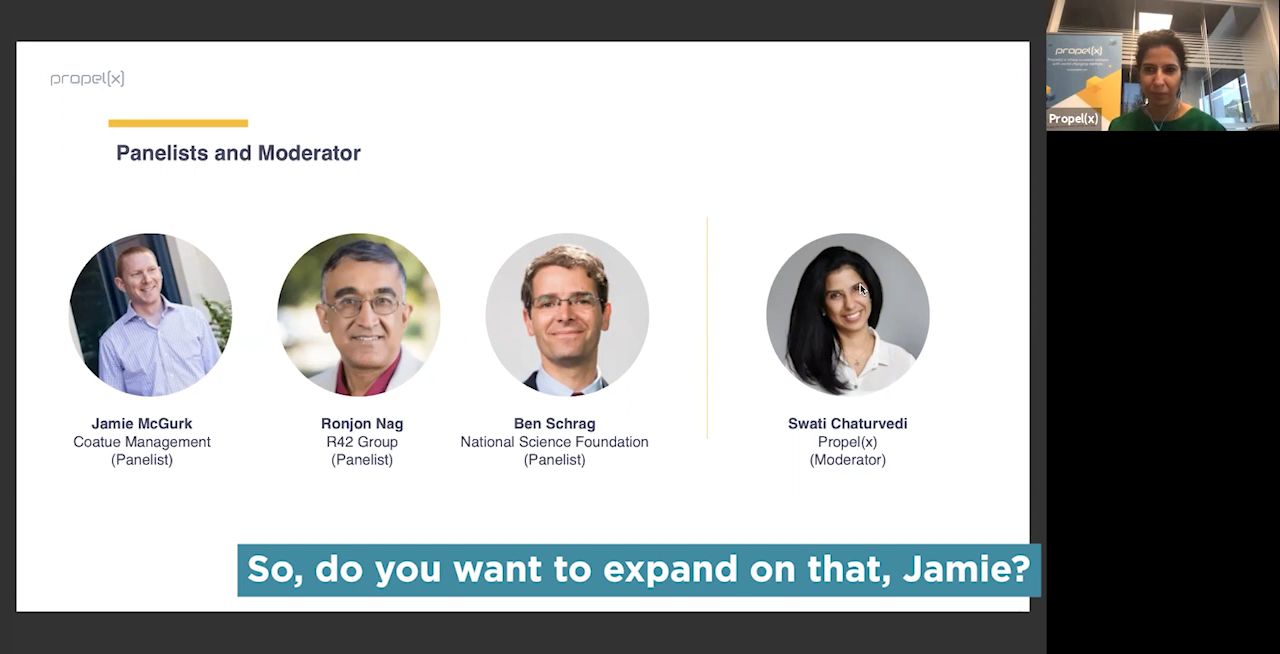 propel(x)
Panelists and Moderator
Jamie McGurk
Coatue Management
(Panelist)
Ronjon Nag
R42 Group
(Panelist)
Ben Schrag
National Science Foundation
(Panelist)
Swati Chaturvedi
Propel(x)
(Moderator)
So, do you want to expand on that, Jamie?
propel(x)
Propel(x)